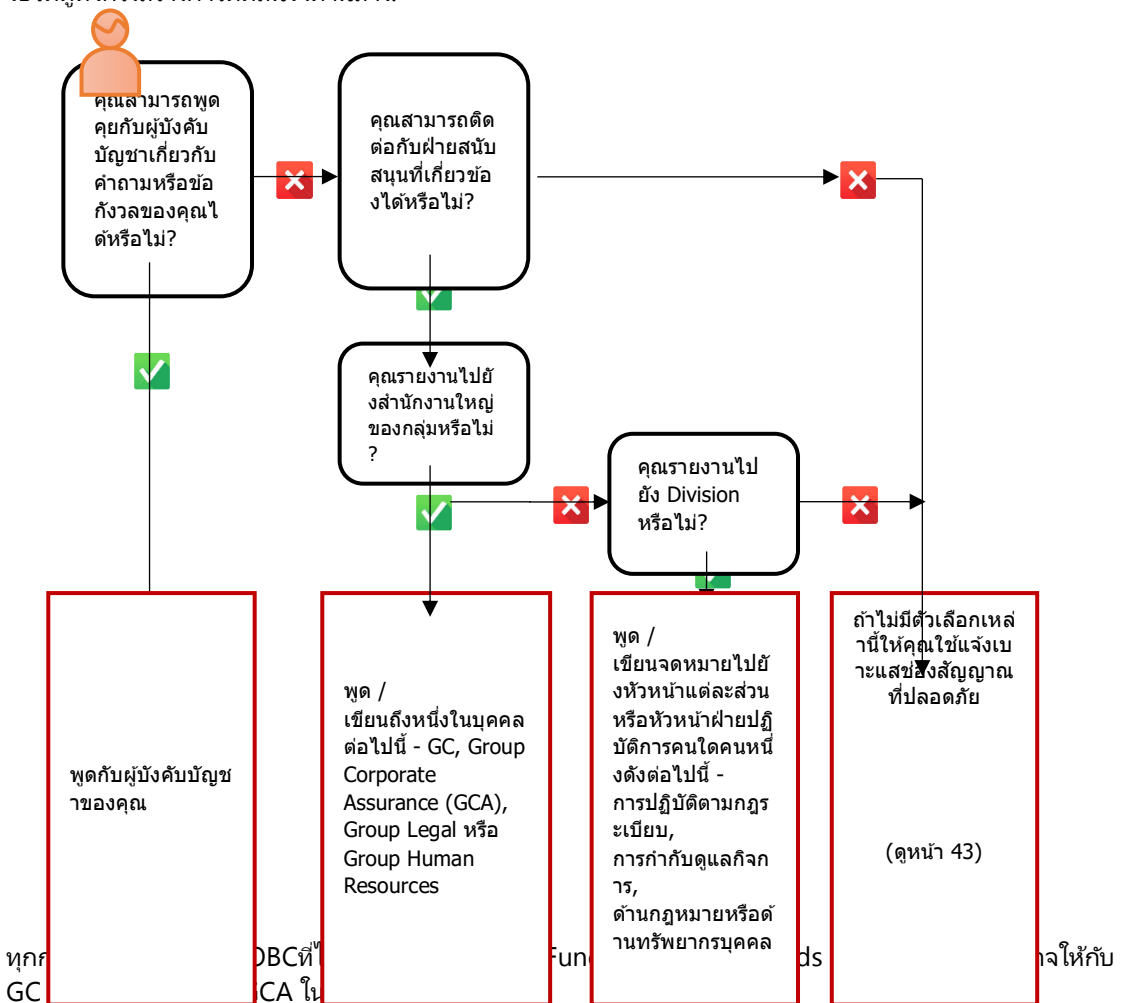 คุณสามารถพูด
คุยกับผู้บังคับ
บัญชาเกี่ยวกับ
คำถามหรือข้อ
กังวลของคุณไ
ด้หรือไม่?
คุณสามารถติด
ต่อกับฝ่ายสนับ
สนุนที่เกี่ยวข้อ
งได้หรือไม่?
คุณรายงานไปยั
งสำนักงานใหญ่
ของกลุ่มหรือไม่
?
คุณรายงานไป
ยัง Division
หรือไม่?
พูดกับผู้บังคับบัญช
าของคุณ
พูด /
เขียนถึงหนึ่งในบุคคล
ต่อไปนี้ - GC, Group
Corporate
Assurance (GCA),
Group Legal หรือ
Group Human
Resources
พูด /
เขียนจดหมายไปยั
งหัวหน้าแต่ละส่วน
หรือหัวหน้าฝ่ายปฏิ
บัติการคนใดคนหนึ่
งดังต่อไปนี้ -
การปฏิบัติตามกฎร
ะเบียบ,
การกำกับดูแลกิจก
าร,
ด้านกฎหมายหรือด้
านทรัพยากรบุคคล
ถ้าไม่มีตัวเลือกเหล่
านี้ให้คุณใช้แจ้งเบ
าะแสช่องสัญญาณ
ที่ปลอดภัย
(ดูหน้า 43)
GC